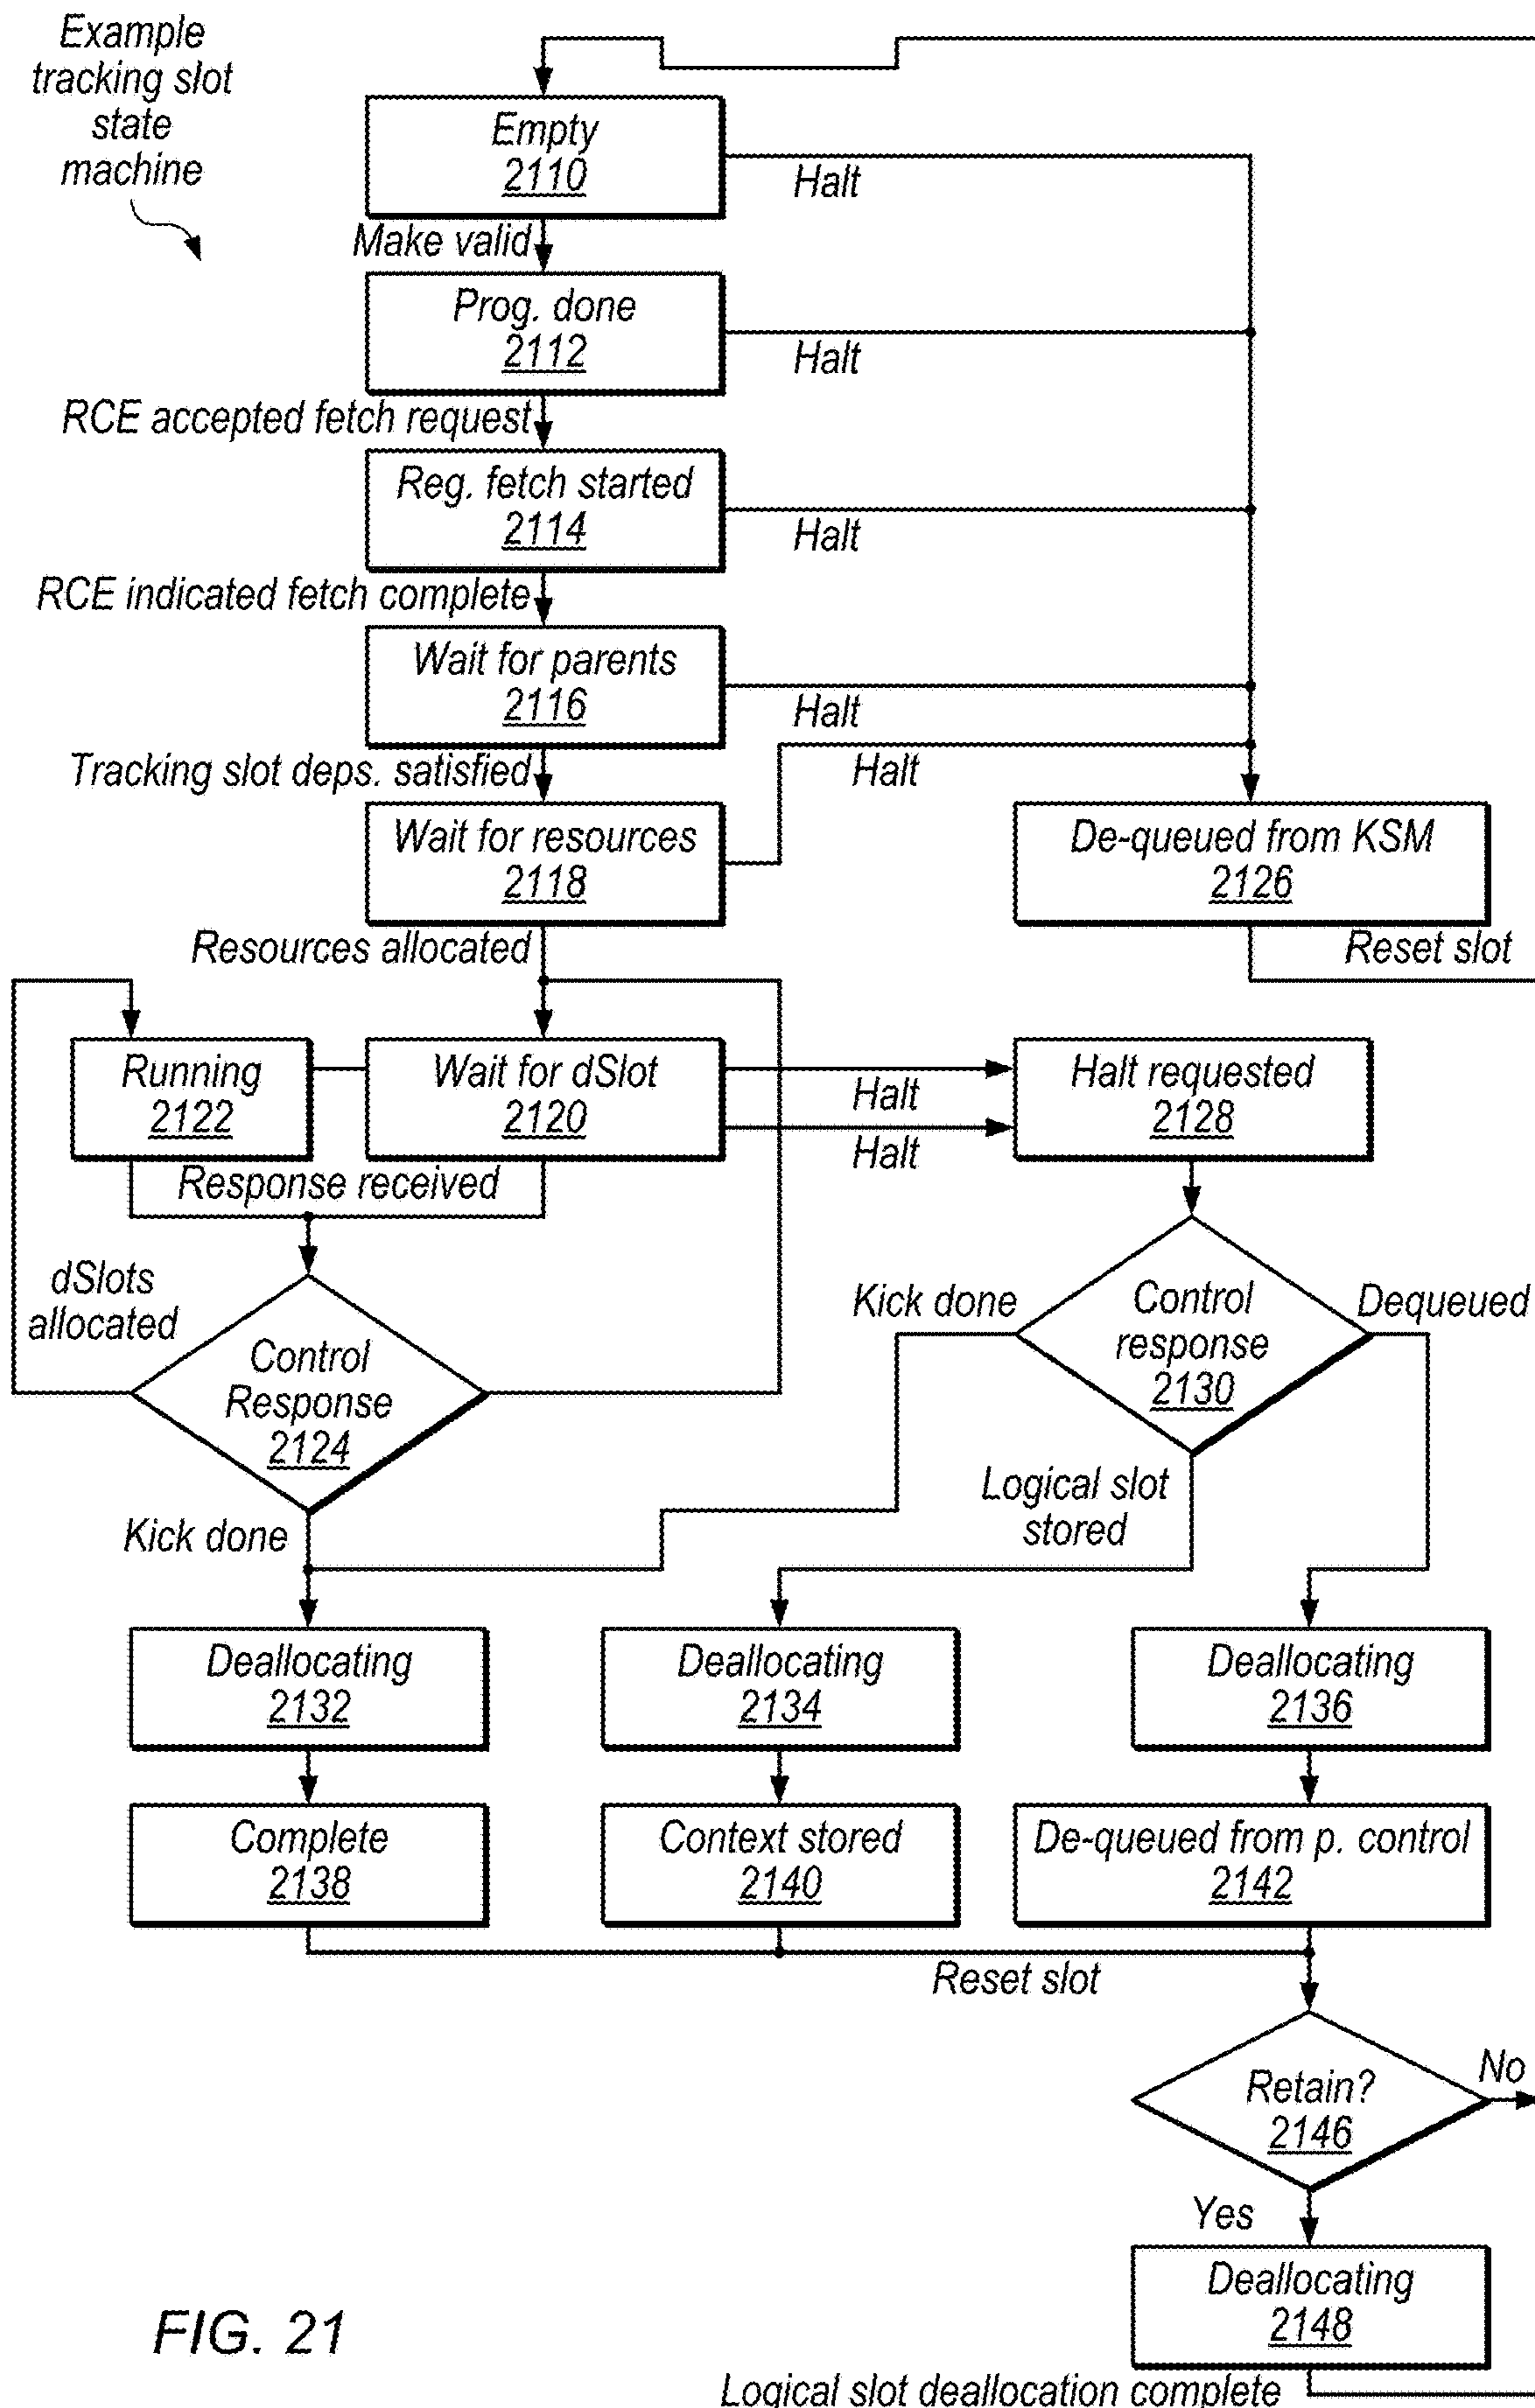 Example
tracking slot
state
machine
Empty
2110
Halt
Make valid
Prog. done
2112
Halt
RCE accepted fetch request
Reg. fetch started
2114
Halt
RCE indicated fetch complete
Wait for parents
2116
Halt
Tracking slot deps. satisfied
Halt
Wait for resources
2118
De-queued from KSM
2126
Resources allocated
Reset slot
Running
2122
Wait for dSlot
2120
Halt
Halt
Halt requested
2128
Response received
dSlots
allocated
Control
Response
2124
Kick done
Control
response
2130
Dequeued
Logical slot
stored
Kick done
Deallocating
2132
Deallocating
2134
Deallocating
2136
Complete
2138
Context stored
2140
De-queued from p. control
2142
Reset slot
Retain?
2146
No
Yes
Deallocating
2148
Logical slot deallocation complete
FIG. 21